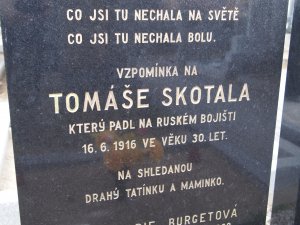 CO JSI TU NECHALA NA SVĚTĚ
CO JSI TU NECHALA BOLU.
VZPOMÍNKA NA
TOMÁŠE SKOTALA
KTERÝ PADL NA RUSKÉM BOJIŠTI
16. 6. 1916 VE VĚKU 30. LET.
NA SHLEDANOU
DRAHÝ TATÍNKU A MAMINKO.
BURGETOVÁ